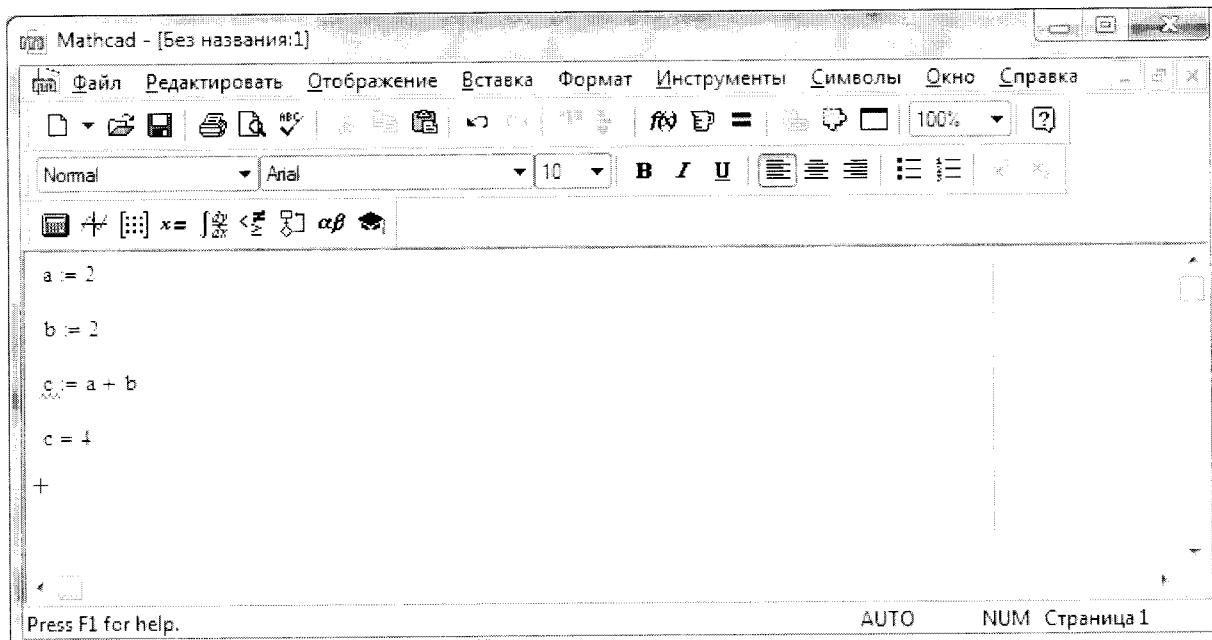 Mathcad - [Без названия:1]
Файл Редактировать Отображение Вставка Формат Инструменты Символы Окно Справка
100%
Normal Arial 10 B I U
a := 2
b := 2
c := a + b
c = 4
Press F1 for help. AUTO NUM Страница 1